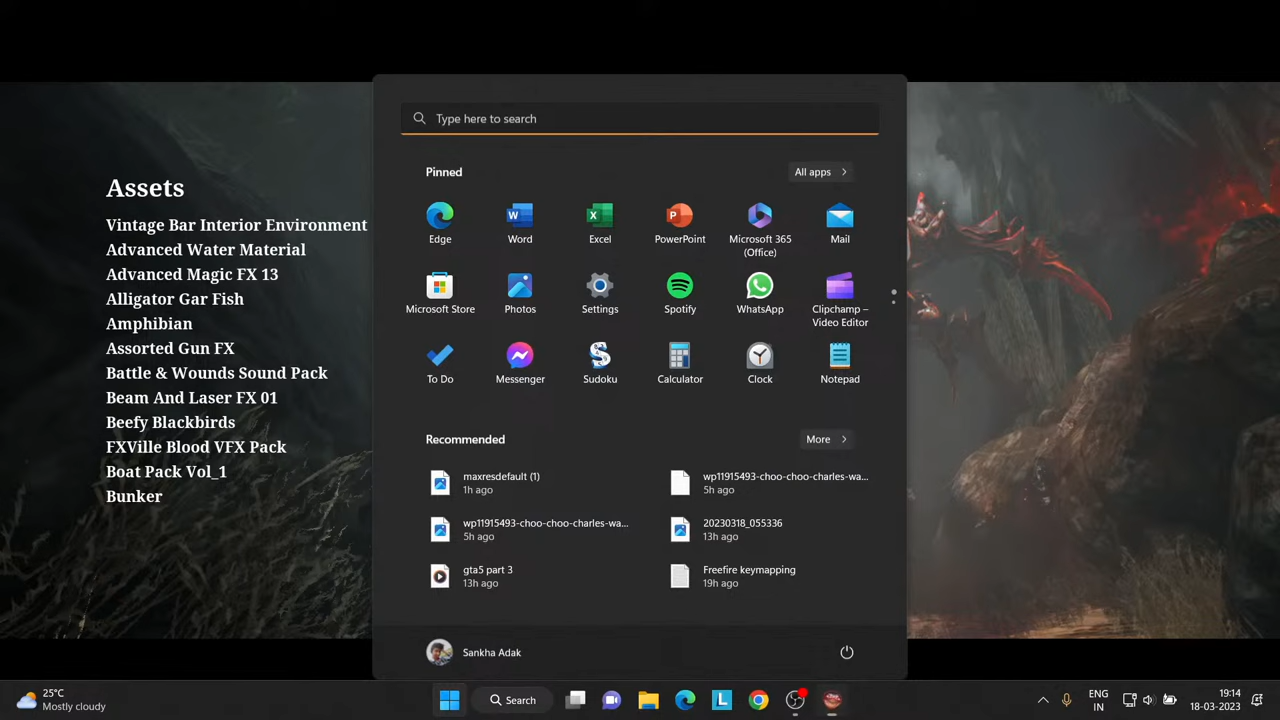 Type here to search
Pinned
All apps
Edge
Word
Excel
PowerPoint
Microsoft 365
(Office)
Mail
Microsoft Store
Photos
Settings
Spotify
WhatsApp
Clipchamp –
Video Editor
To Do
Messenger
Sudoku
Calculator
Clock
Notepad
Recommended
More
maxresdefault (1)
1h ago
wp11915493-choo-choo-charles-wa...
5h ago
wp11915493-choo-choo-charles-wa...
5h ago
20230318_055336
13h ago
gta5 part 3
13h ago
Freefire keymapping
19h ago
Sankha Adak
Assets
Vintage Bar Interior Environment
Advanced Water Material
Advanced Magic FX 13
Alligator Gar Fish
Amphibian
Assorted Gun FX
Battle & Wounds Sound Pack
Beam And Laser FX 01
Beefy Blackbirds
FXVille Blood VFX Pack
Boat Pack Vol_1
Bunker
25°C
Mostly cloudy
Search
ENG
IN
19:14
18-03-2023